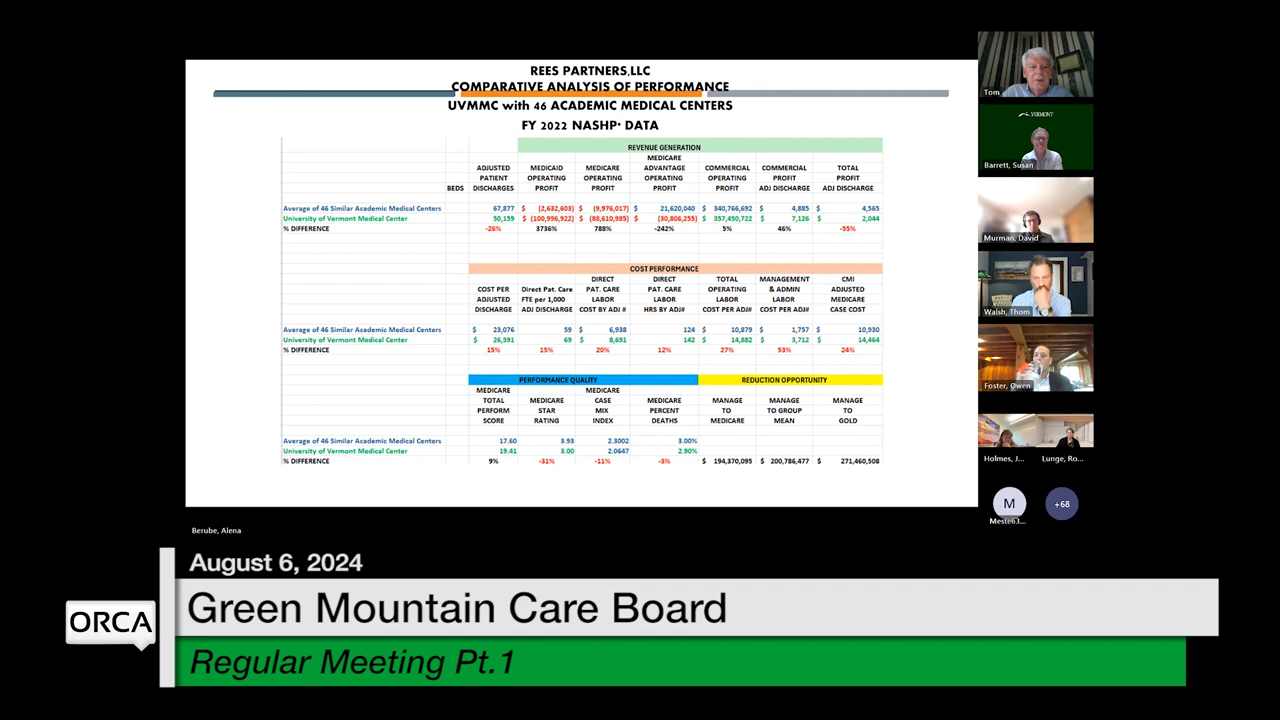 REES PARTNERS,LLC
COMPARATIVE ANALYSIS OF PERFORMANCE
UVMMC with 46 ACADEMIC MEDICAL CENTERS
FY 2022 NASHP* DATA
REVENUE GENERATION
BEDS ADJUSTED PATIENT DISCHARGES MEDICAID OPERATING PROFIT MEDICARE OPERATING PROFIT MEDICARE ADVANTAGE OPERATING PROFIT COMMERCIAL OPERATING PROFIT COMMERCIAL PROFIT ADJ DISCHARGE TOTAL PROFIT ADJ DISCHARGE
Average of 46 Similar Academic Medical Centers 67,877 $ (2,632,603) $ (9,976,017) $ 21,620,040 $ 340,766,692 $ 4,885 $ 4,565
University of Vermont Medical Center 50,159 $ (100,996,922) $ (88,610,985) $ (30,806,255) $ 357,450,722 $ 7,126 $ 2,044
% DIFFERENCE -26% 3736% 788% -242% 5% 46% -55%
COST PERFORMANCE
COST PER ADJUSTED DISCHARGE Direct Pat. Care FTE per 1,000 ADJ DISCHARGE DIRECT PAT. CARE LABOR COST BY ADJ # DIRECT PAT. CARE LABOR HRS BY ADJ# TOTAL OPERATING LABOR COST PER ADJ# MANAGEMENT & ADMIN LABOR COST PER ADJ# CMI ADJUSTED MEDICARE CASE COST
Average of 46 Similar Academic Medical Centers $ 23,076 59 $ 6,938 124 $ 10,879 $ 1,757 $ 10,930
University of Vermont Medical Center $ 26,591 69 $ 8,691 142 $ 14,882 $ 3,712 $ 14,464
% DIFFERENCE 15% 15% 20% 12% 27% 53% 24%
PERFORMANCE QUALITY REDUCTION OPPORTUNITY
MEDICARE TOTAL PERFORM SCORE MEDICARE STAR RATING MEDICARE CASE MIX INDEX MEDICARE PERCENT DEATHS MANAGE TO MEDICARE MANAGE TO GROUP MEAN MANAGE TO GOLD
Average of 46 Similar Academic Medical Centers 17.60 3.93 2.3002 3.00%
University of Vermont Medical Center 19.41 3.00 2.0647 2.90%
% DIFFERENCE 9% -31% -11% -3% $ 194,370,095 $ 200,786,477 $ 271,460,508
Tom
VERMONT
Barrett, Susan
Murman, David
Walsh, Thom
Foster, Owen
Holmes, J... Lunge, Ro...
M +68
Meste63...
Berube, Alena
August 6, 2024
ORCA
Green Mountain Care Board
Regular Meeting Pt.1